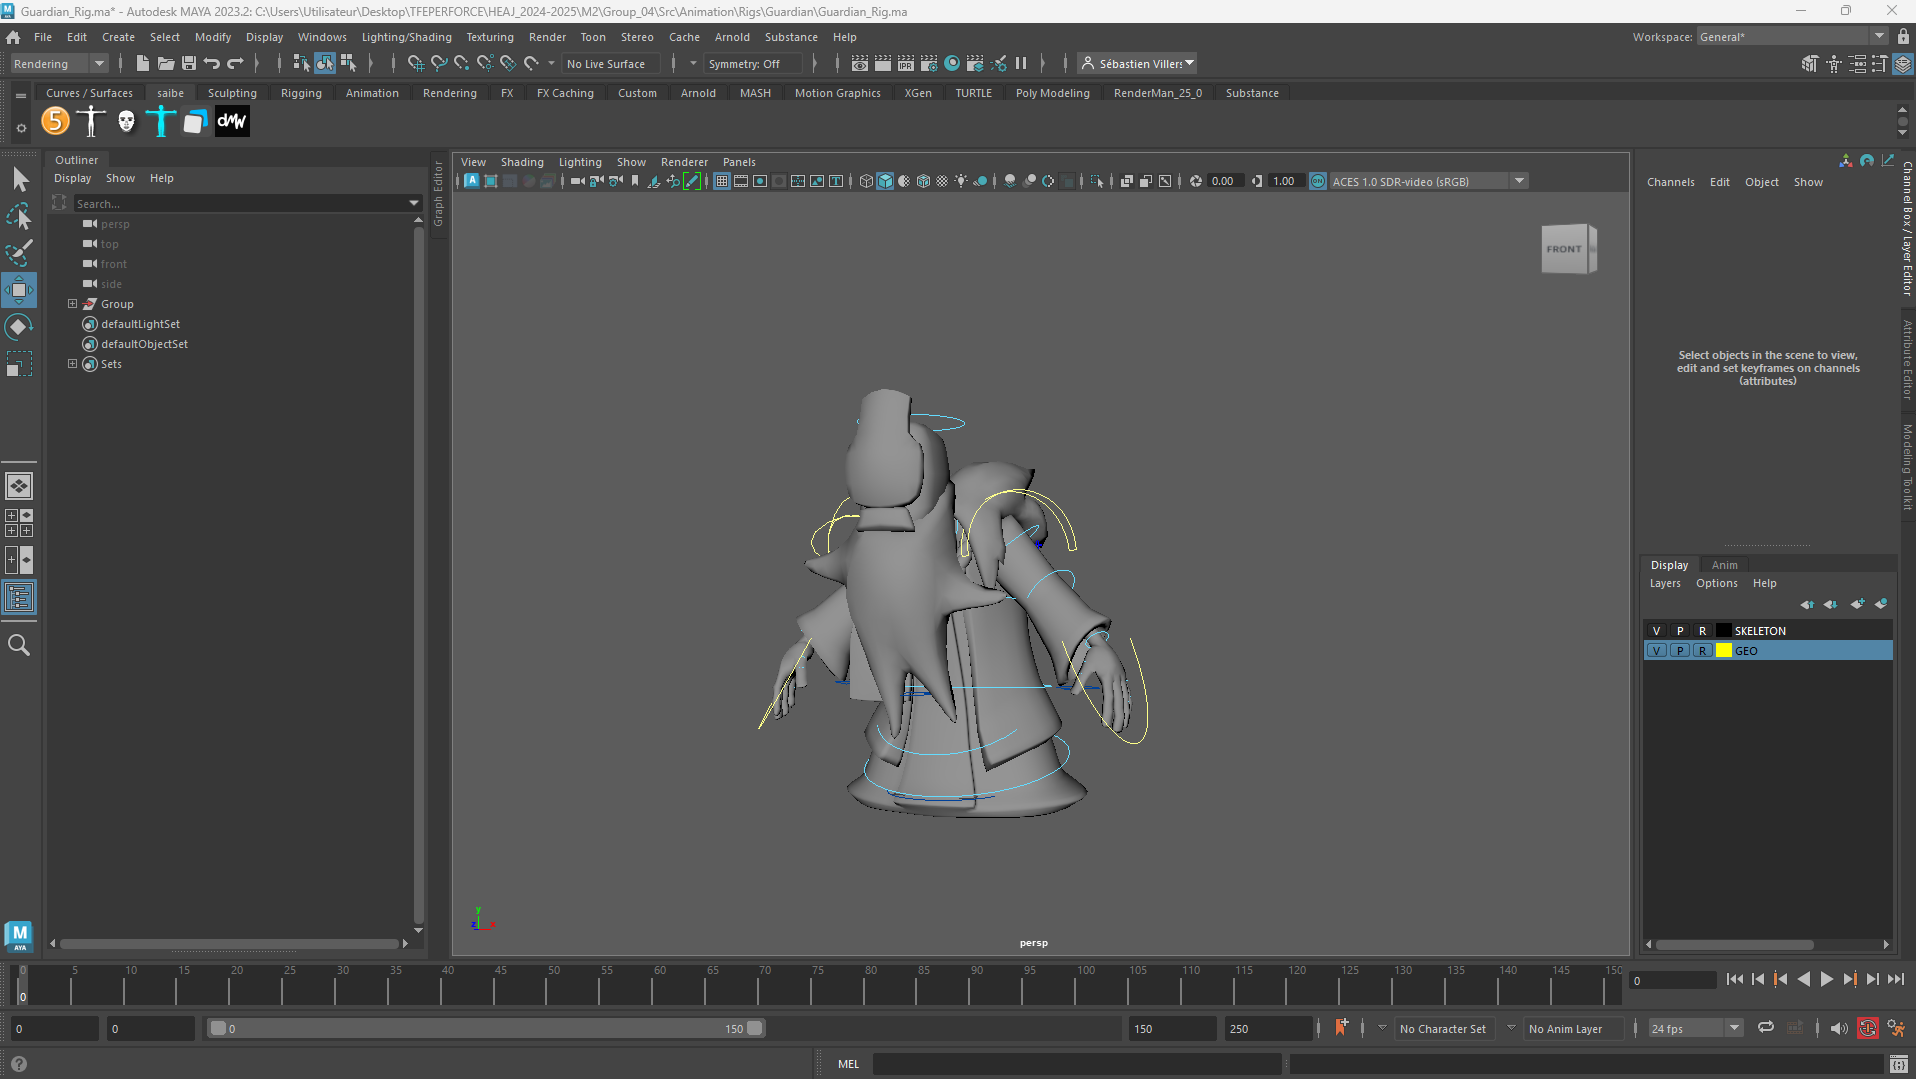 Guardian_Rig.ma* - Autodesk MAYA 2023.2: C:\Users\Utilisateur\Desktop\TFEPERFORCE\HEAJ_2024-2025\M2\Group_04\Src\Animation\Rigs\Guardian\Guardian_Rig.ma
File Edit Create Select Modify Display Windows Lighting/Shading Texturing Render Toon Stereo Cache Arnold Substance Help
Workspace: General*
Rendering No Live Surface Symmetry: Off IPR Sébastien Villers
Curves / Surfaces saibe Sculpting Rigging Animation Rendering FX FX Caching Custom Arnold MASH Motion Graphics XGen TURTLE Poly Modeling RenderMan_25_0 Substance
5 dMW
Outliner
Display Show Help
Search...
persp
top
front
side
Group
defaultLightSet
defaultObjectSet
Sets
Graph Editor
View Shading Lighting Show Renderer Panels
0.00 1.00 ON ACES 1.0 SDR-video (sRGB)
FRONT
y
z x
persp
Channels Edit Object Show
Select objects in the scene to view,
edit and set keyframes on channels
(attributes)
Channel Box / Layer Editor
Attribute Editor
Modeling Toolkit
Display Anim
Layers Options Help
V P R SKELETON
V P R GEO
M
AYA
0 5 10 15 20 25 30 35 40 45 50 55 60 65 70 75 80 85 90 95 100 105 110 115 120 125 130 135 140 145 150
0
0
0 0 0 150 150 250 No Character Set No Anim Layer 24 fps
MEL